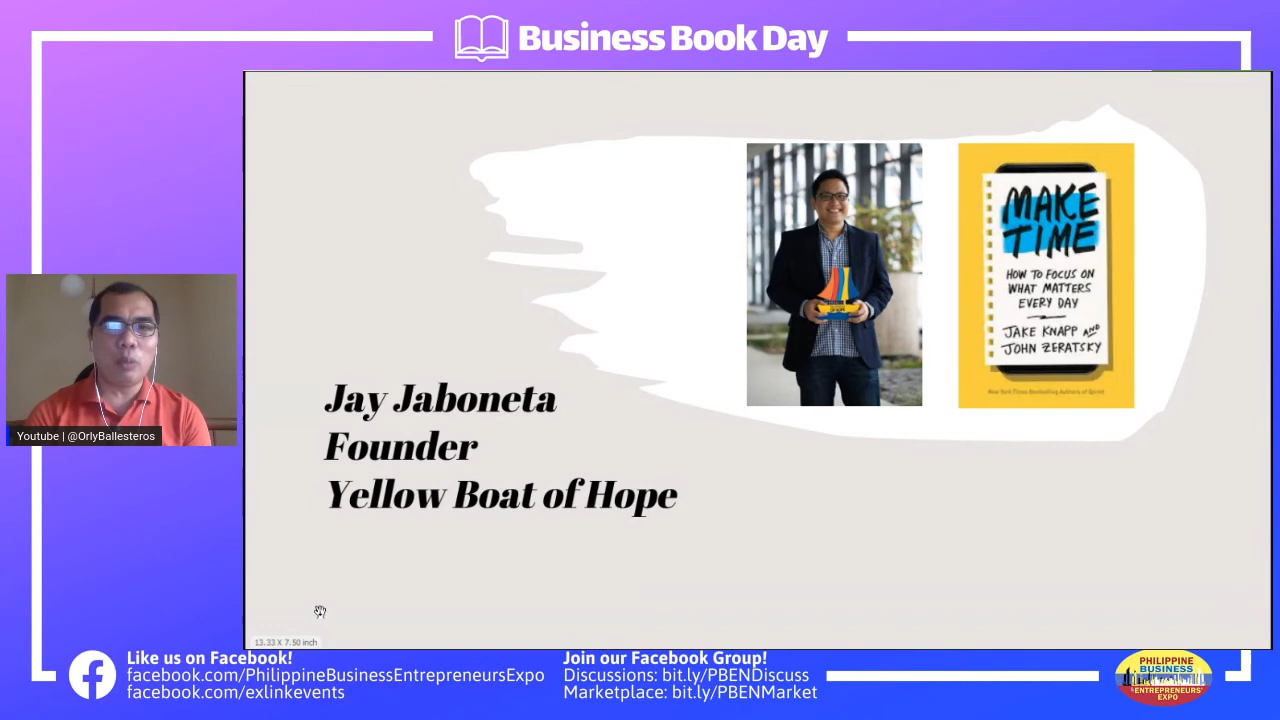 Business Book Day
MAKE
TIME
HOW TO FOCUS ON
WHAT MATTERS
EVERY DAY
JAKE KNAPP AND
JOHN ZERATSKY
New York Times Bestselling Authors of Sprint
OF HOPE
Jay Jaboneta
Founder
Yellow Boat of Hope
Youtube | @OrlyBallesteros
13.33 X 7.50 inch
Like us on Facebook!
facebook.com/PhilippineBusinessEntrepreneursExpo
facebook.com/exlinkevents
Join our Facebook Group!
Discussions: bit.ly/PBENDiscuss
Marketplace: bit.ly/PBENMarket
PHILIPPINE
BUSINESS
& ENTREPRENEURS'
EXPO